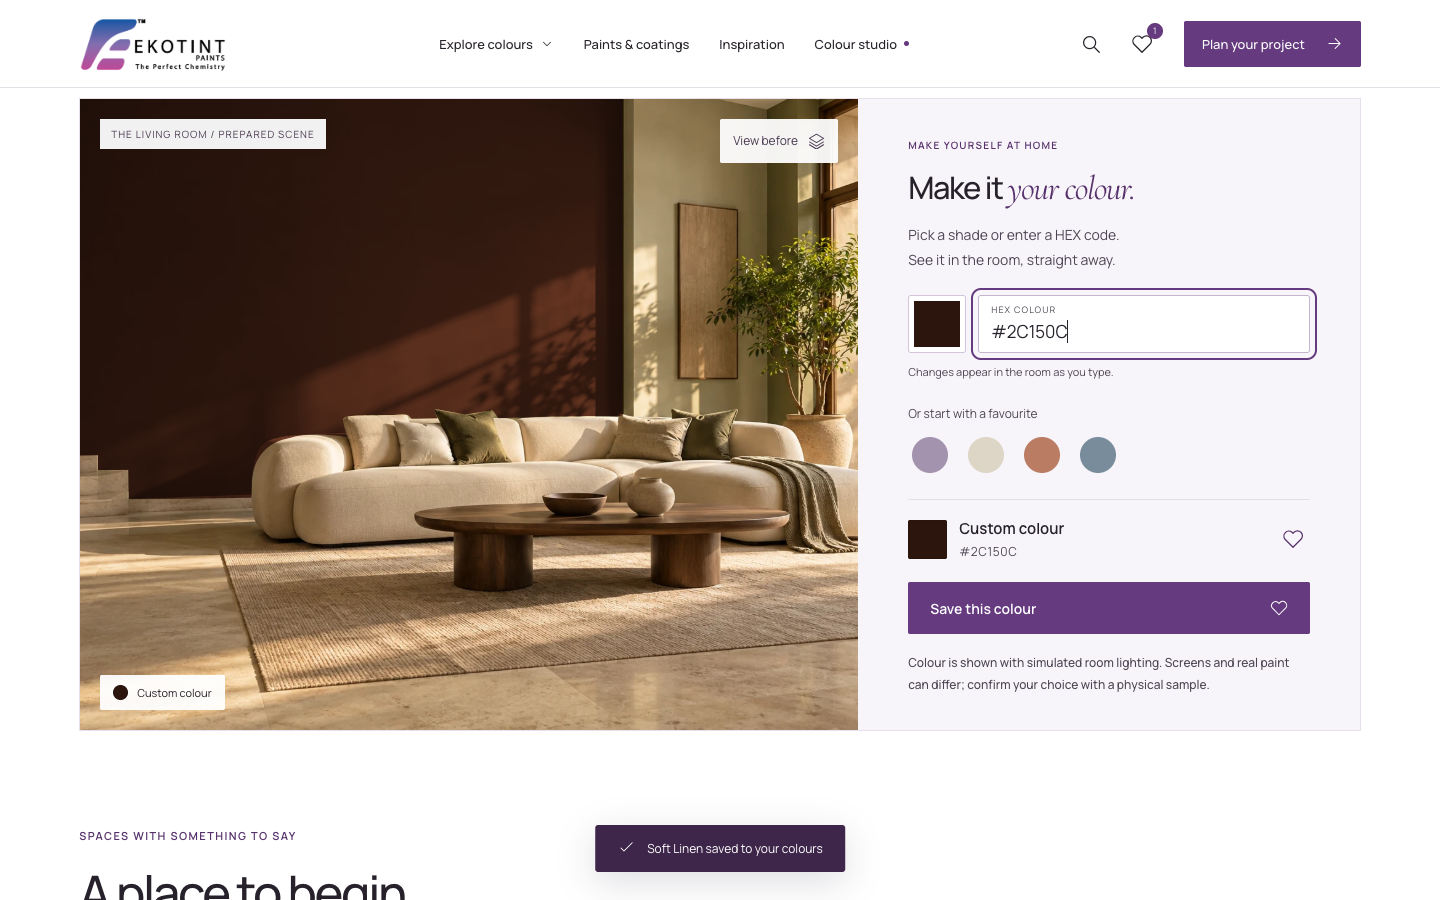 EKOTINT
PAINTS
The Perfect Chemistry
TM
Explore colours
Paints & coatings
Inspiration
Colour studio
1
Plan your project
THE LIVING ROOM / PREPARED SCENE
View before
Custom colour
MAKE YOURSELF AT HOME
Make it your colour.
Pick a shade or enter a HEX code.
See it in the room, straight away.
HEX COLOUR
#2C150C
Changes appear in the room as you type.
Or start with a favourite
Custom colour
#2C150C
Save this colour
Colour is shown with simulated room lighting. Screens and real paint
can differ; confirm your choice with a physical sample.
SPACES WITH SOMETHING TO SAY
Soft Linen saved to your colours
A place to begin